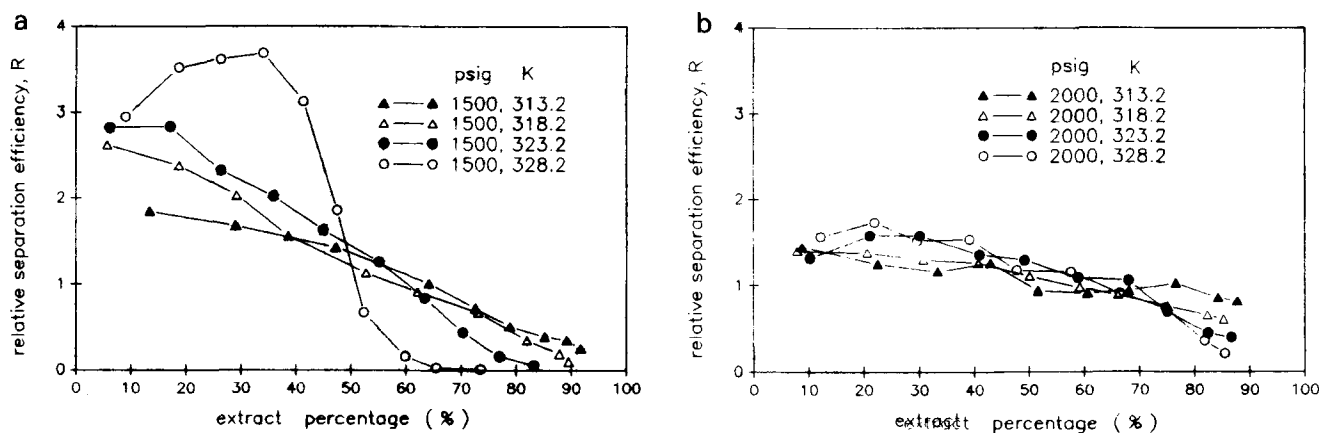 a
relative separation efficiency, R
4
3
2
1
0
0 10 20 30 40 50 60 70 80 90 100
extract percentage (%)
psig K
1500, 313.2
1500, 318.2
1500, 323.2
1500, 328.2
b
relative separation efficiency, R
4
3
2
1
0
0 10 20 30 40 50 60 70 80 90 100
extract percentage (%)
psig K
2000, 313.2
2000, 318.2
2000, 323.2
2000, 328.2